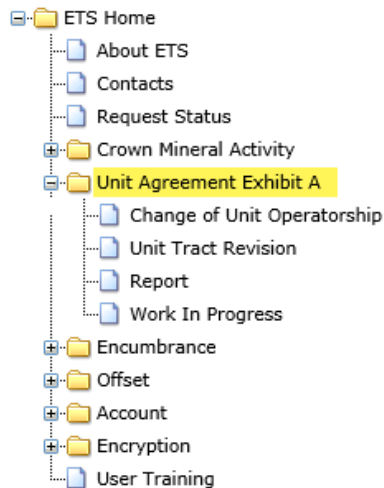 ETS Home
About ETS
Contacts
Request Status
Crown Mineral Activity
Unit Agreement Exhibit A
Change of Unit Operatorship
Unit Tract Revision
Report
Work In Progress
Encumbrance
Offset
Account
Encryption
User Training